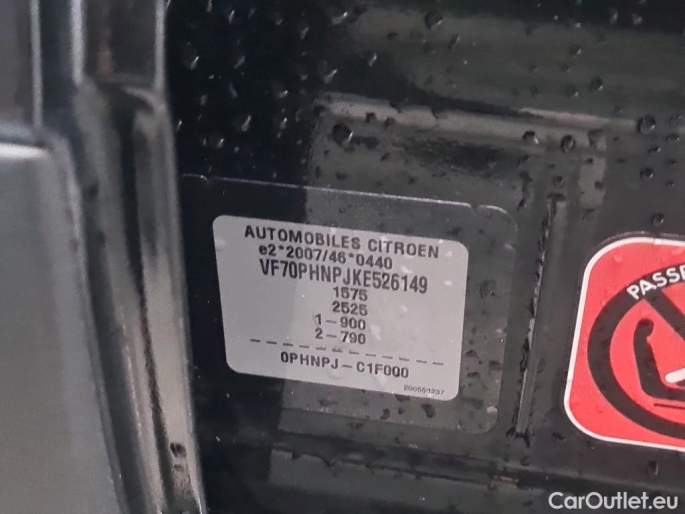 AUTOMOBILES CITROEN
e2*2007/46*0440
VF70PHNPJKE526149
1575
2525
1-900
2-790
0PHNPJ-C1F000
PASSE
CarOutlet.eu